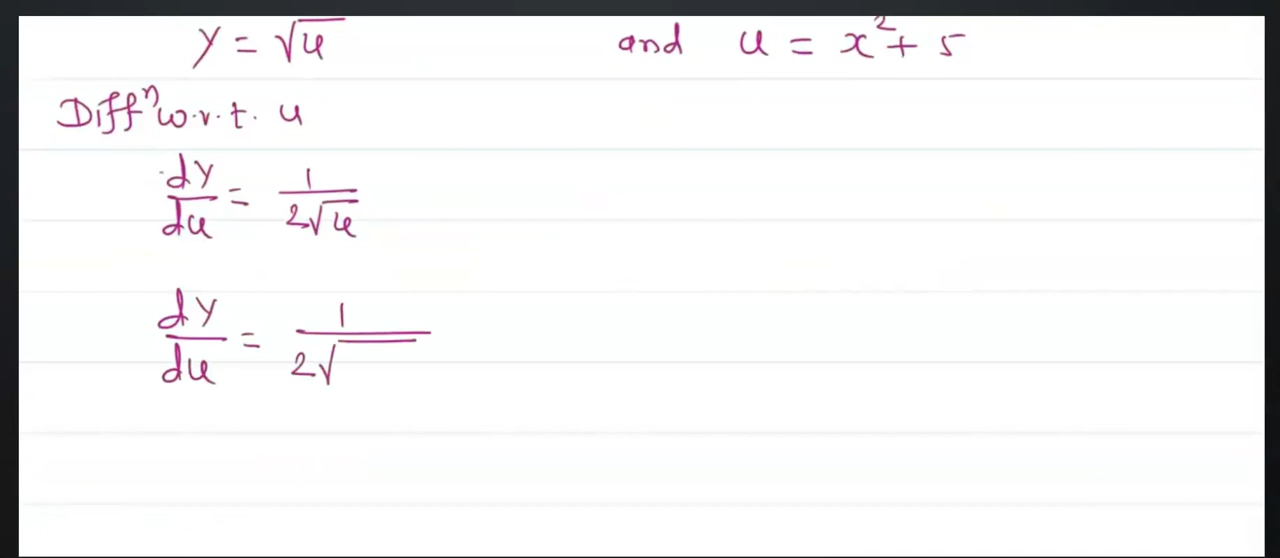 y = √u and u = x² + 5
Diffⁿ w.r.t. u
dy/du = 1/2√u
dy/du = 1/2√